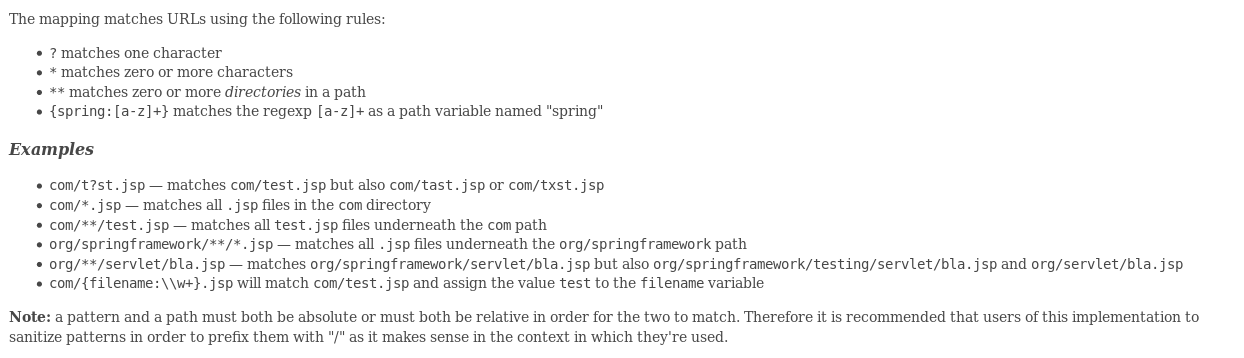 The mapping matches URLs using the following rules:
• ? matches one character
• * matches zero or more characters
• ** matches zero or more directories in a path
• {spring:[a-z]+} matches the regexp [a-z]+ as a path variable named "spring"
Examples
• com/t?st.jsp — matches com/test.jsp but also com/tast.jsp or com/txst.jsp
• com/*.jsp — matches all .jsp files in the com directory
• com/**/test.jsp — matches all test.jsp files underneath the com path
• org/springframework/**/*.jsp — matches all .jsp files underneath the org/springframework path
• org/**/servlet/bla.jsp — matches org/springframework/servlet/bla.jsp but also org/springframework/testing/servlet/bla.jsp and org/servlet/bla.jsp
• com/{filename:\\w+}.jsp will match com/test.jsp and assign the value test to the filename variable
Note: a pattern and a path must both be absolute or must both be relative in order for the two to match. Therefore it is recommended that users of this implementation to
sanitize patterns in order to prefix them with "/" as it makes sense in the context in which they're used.